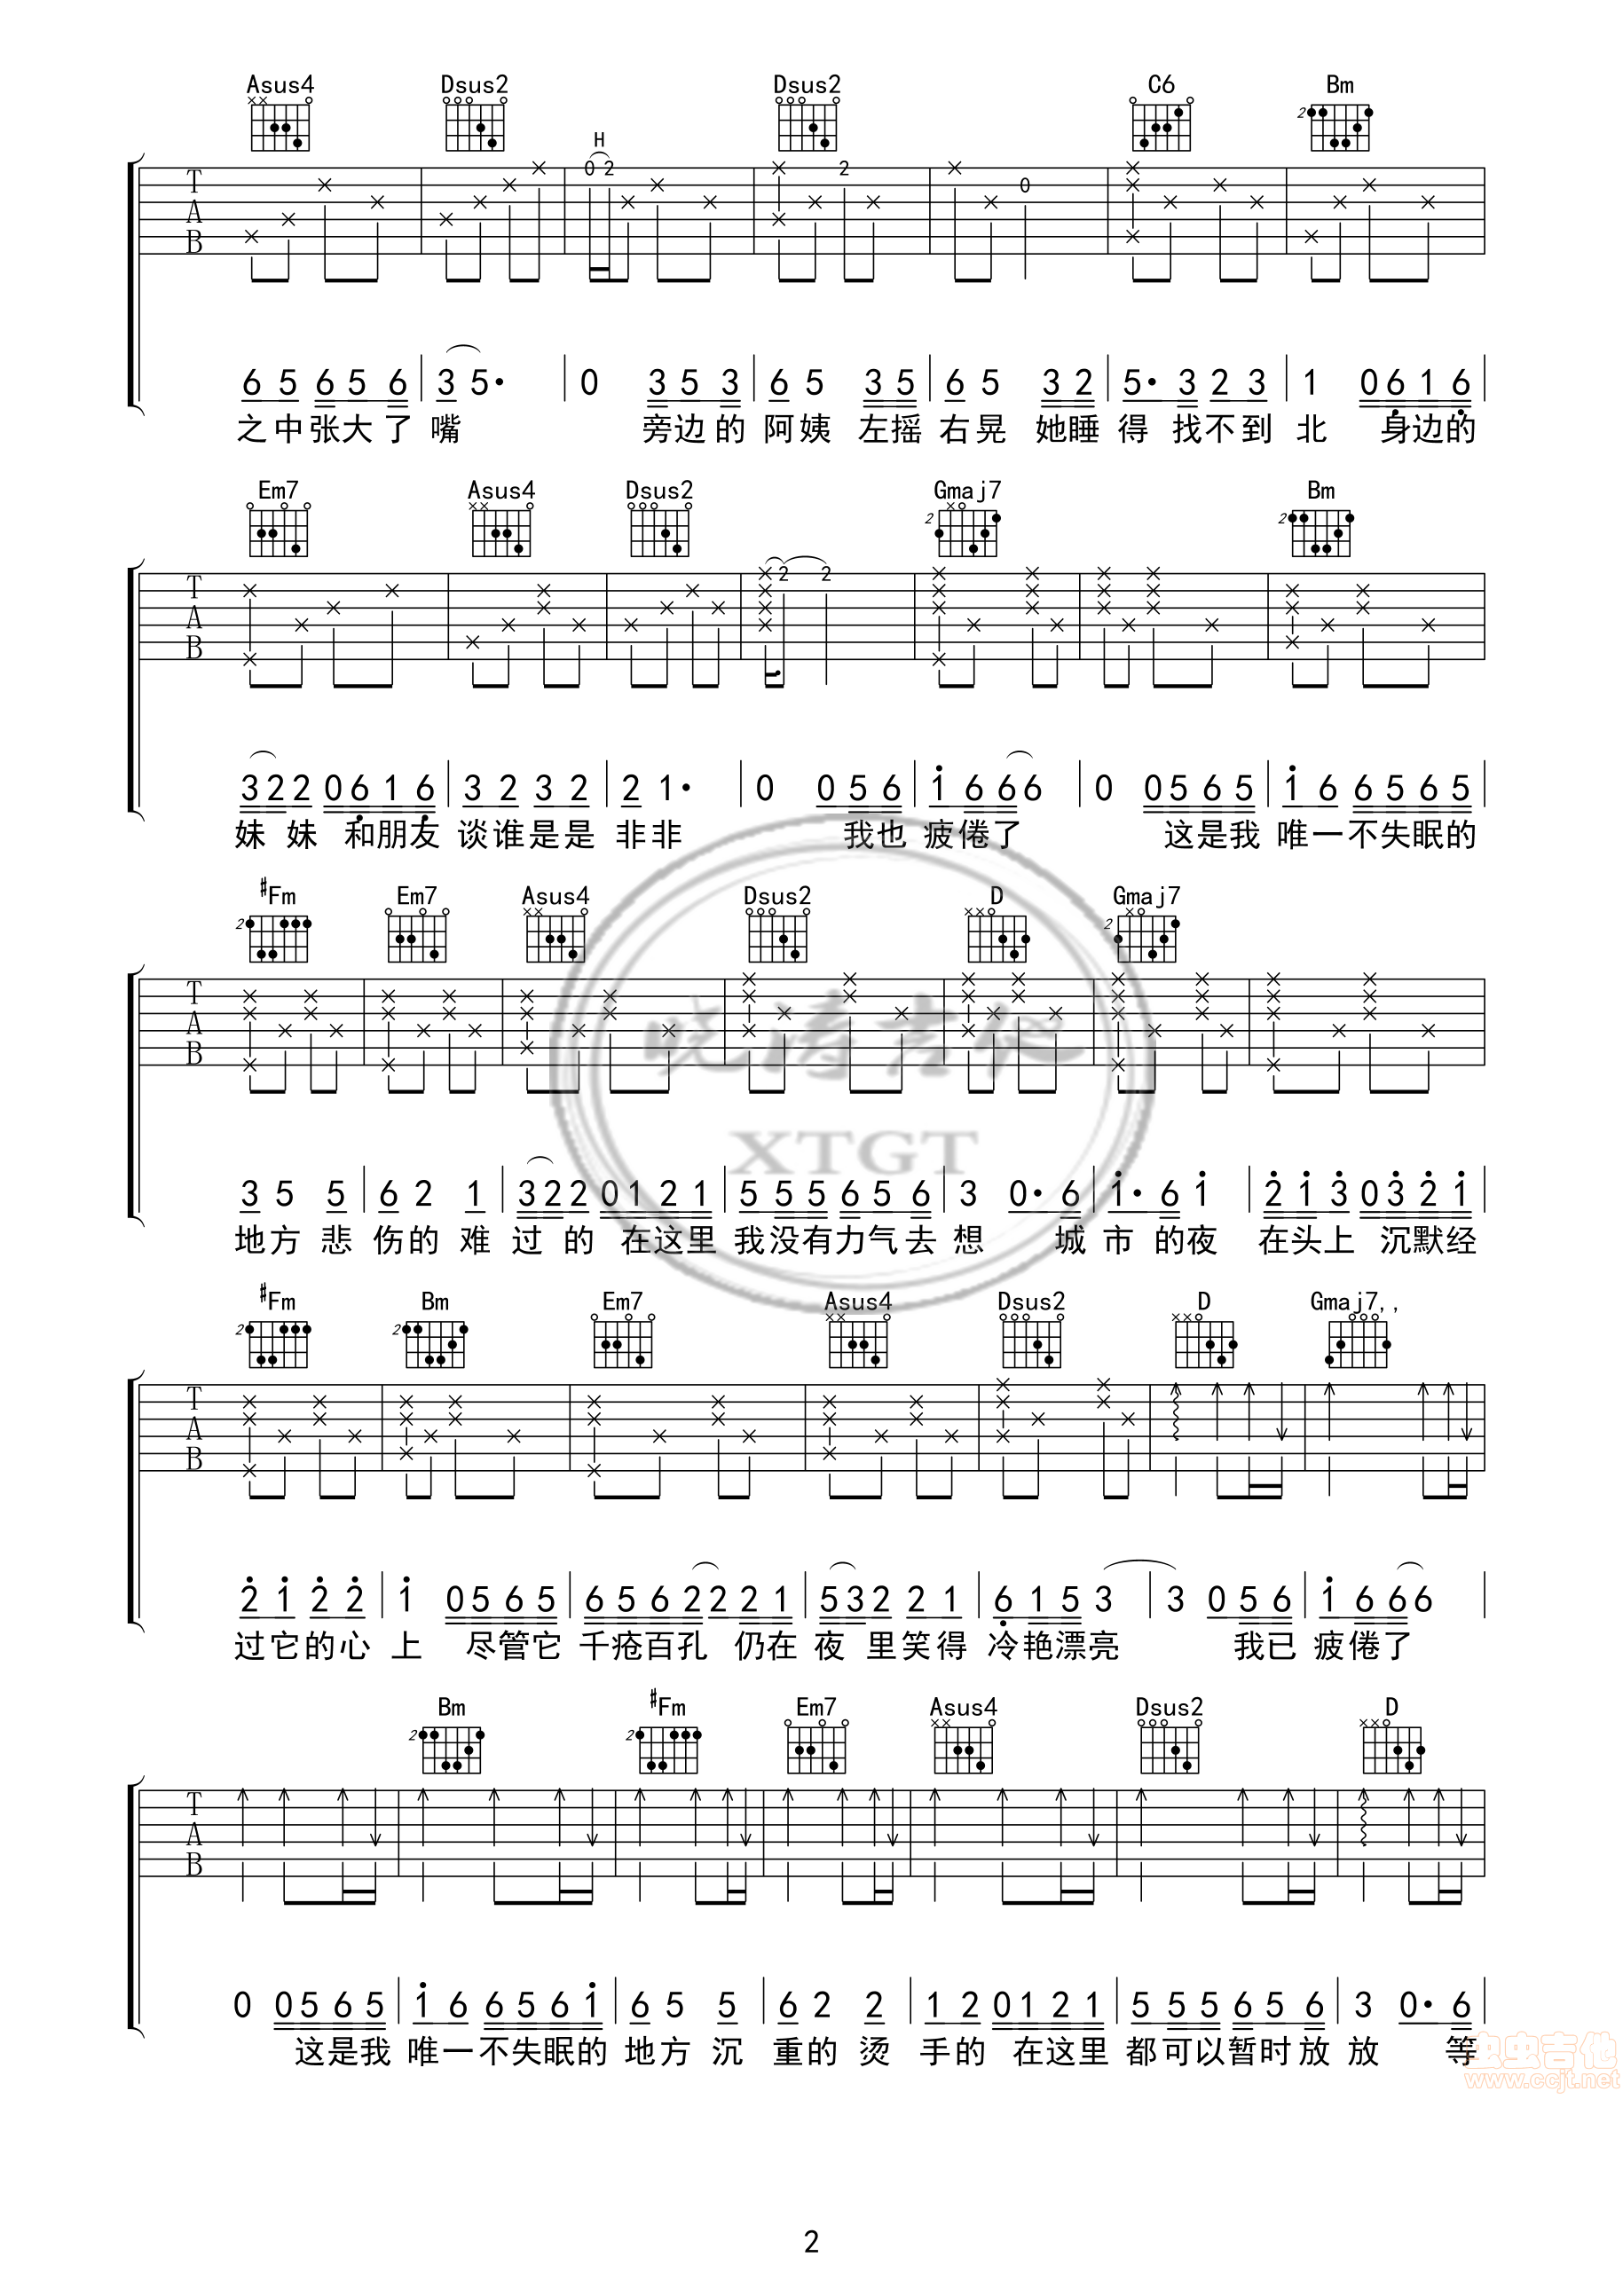 Asus4 Dsus2 Dsus2 C6 Bm
H
0 2 2 0
T A B
6 5 6 5 6 | 3 5· | 0 3 5 3 | 6 5 3 5 | 6 5 3 2 | 5· 3 2 3 | 1 0 6 1 6 |
之中张大了嘴 旁边的阿姨左摇右晃 她睡得找不到北 身边的
Em7 Asus4 Dsus2 Gmaj7 Bm
2 2
T A B
3 2 2 0 6 1 6 | 3 2 3 2 | 2 1· | 0 0 5 6 | 1 6 6 6 | 0 0 5 6 5 | 1 6 6 5 6 5 |
妹妹 和朋友谈谁是是非非 我也疲倦了 这是我唯一不失眠的
#Fm Em7 Asus4 Dsus2 D Gmaj7
T A B
晓涛吉他
XTGT
3 5 5 | 6 2 1 | 3 2 2 0 1 2 1 | 5 5 5 6 5 6 | 3 0· 6 | 1· 6 1 | 2 1 3 0 3 2 1 |
地方悲伤的难过的 在这里我没有力气去想 城市的夜 在头上 沉默经
#Fm Bm Em7 Asus4 Dsus2 D Gmaj7,,
T A B
2 1 2 2 | 1 0 5 6 5 | 6 5 6 2 2 2 1 | 5 3 2 2 1 | 6 1 5 3 | 3 0 5 6 | 1 6 6 6 |
过它的心上 尽管它千疮百孔 仍在夜里笑得冷艳漂亮 我已疲倦了
Bm #Fm Em7 Asus4 Dsus2 D
T A B
0 0 5 6 5 | 1 6 6 5 6 1 | 6 5 5 | 6 2 2 | 1 2 0 1 2 1 | 5 5 5 6 5 6 | 3 0· 6 |
这是我唯一不失眠的地方沉重的烫手的 在这里都可以暂时放放 等
虫虫吉他
www.ccjt.net
2